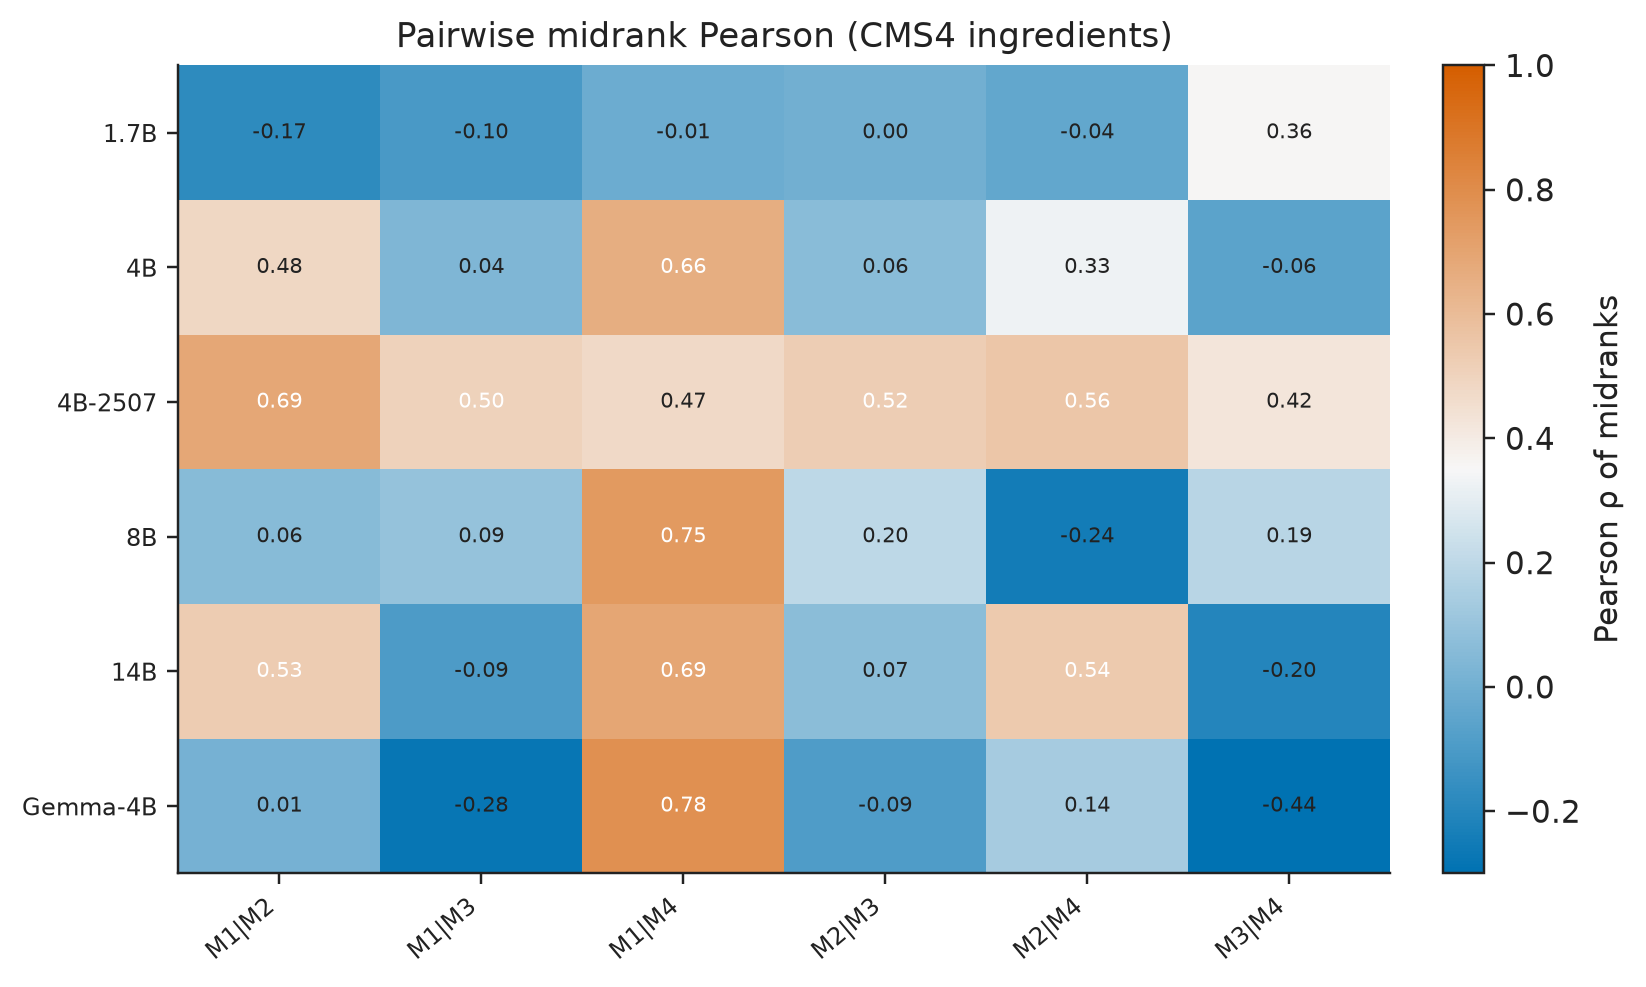 Pairwise midrank Pearson (CMS4 ingredients)
1.7B -0.17 -0.10 -0.01 0.00 -0.04 0.36
4B 0.48 0.04 0.66 0.06 0.33 -0.06
4B-2507 0.69 0.50 0.47 0.52 0.56 0.42
8B 0.06 0.09 0.75 0.20 -0.24 0.19
14B 0.53 -0.09 0.69 0.07 0.54 -0.20
Gemma-4B 0.01 -0.28 0.78 -0.09 0.14 -0.44
M1|M2 M1|M3 M1|M4 M2|M3 M2|M4 M3|M4
1.0
0.8
0.6
0.4
0.2
0.0
−0.2
Pearson ρ of midranks